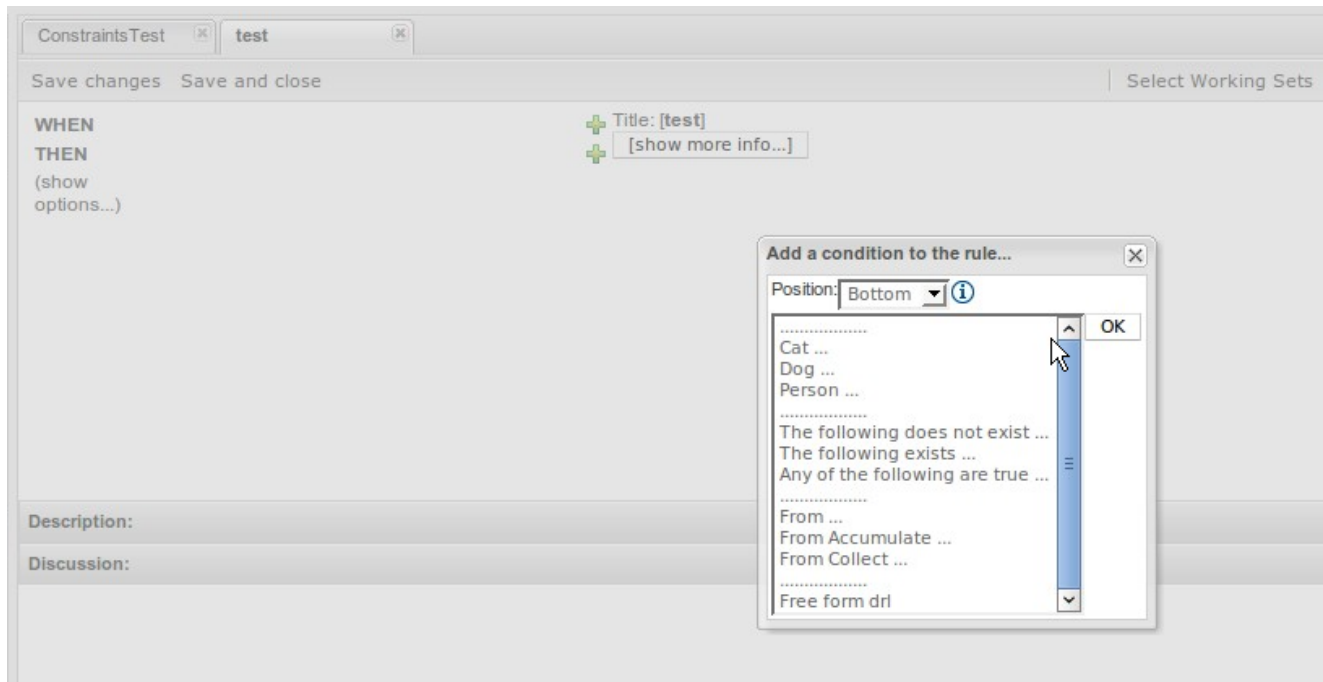 ConstraintsTest test
Save changes Save and close Select Working Sets
WHEN
THEN
(show
options...)
Title: [test]
[show more info...]
Add a condition to the rule...
Position: Bottom
OK
..................
Cat ...
Dog ...
Person ...
..................
The following does not exist ...
The following exists ...
Any of the following are true ...
..................
From ...
From Accumulate ...
From Collect ...
..................
Free form drl
Description:
Discussion: